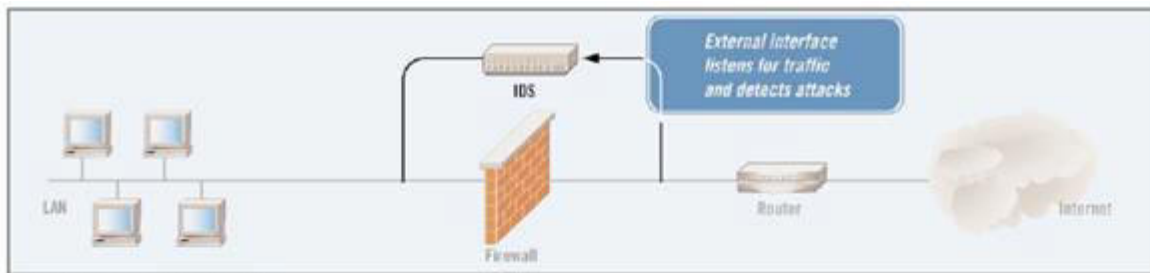 External interface
listens for traffic
and detects attacks
IDS
LAN
Router
Internet
Firewall